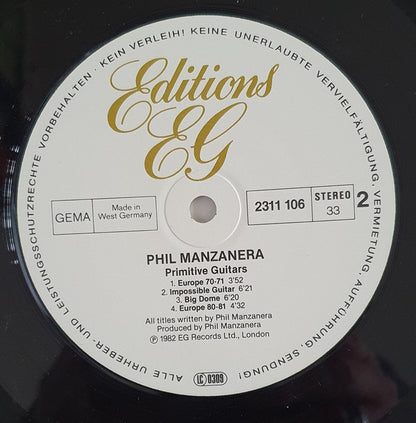 ALLE URHEBER- UND LEISTUNGSSCHUTZRECHTE VORBEHALTEN · KEIN VERLEIH! KEINE UNERLAUBTE VERVIELFÄLTIGUNG, VERMIETUNG, AUFFÜHRUNG, SENDUNG!
Editions
EG
GEMA
Made in
West Germany
2311 106
STEREO
33
2
PHIL MANZANERA
Primitive Guitars
1. Europe 70-71 3'52
2. Impossible Guitar 6'21
3. Big Dome 6'20
4. Europe 80-81 4'32
All titles written by Phil Manzanera
Produced by Phil Manzanera
℗ 1982 EG Records Ltd., London
LC 0309